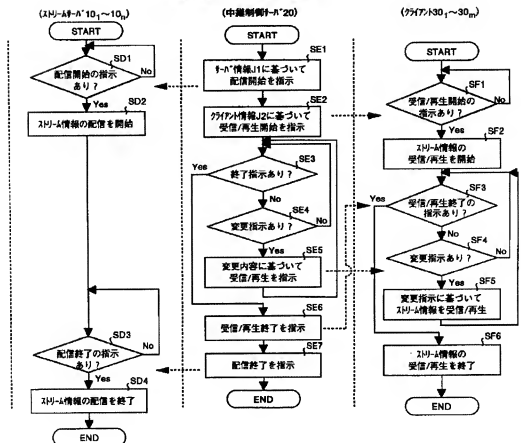 (ストリームサーバ10₁〜10ₙ)
START
SD1
配信開始の指示
あり?
No
Yes
SD2
ストリーム情報の配信を開始
SD3
配信終了の指示
あり?
No
Yes
SD4
ストリーム情報の配信を終了
END
(中継制御サーバ20)
START
SE1
サーバ情報J1に基づいて
配信開始を指示
SE2
クライアント情報J2に基づいて
受信/再生開始を指示
SE3
Yes
終了指示あり?
No
SE4
変更指示あり?
No
Yes
SE5
変更内容に基づいて
受信/再生を指示
SE6
受信/再生終了を指示
SE7
配信終了を指示
END
(クライアント30₁〜30ₘ)
START
SF1
受信/再生開始の
指示あり?
No
Yes
SF2
ストリーム情報の
受信/再生を開始
SF3
Yes
受信/再生終了の
指示あり?
No
SF4
変更指示あり?
No
Yes
SF5
変更指示に基づいて
ストリーム情報を受信/再生
SF6
ストリーム情報の
受信/再生を終了
END